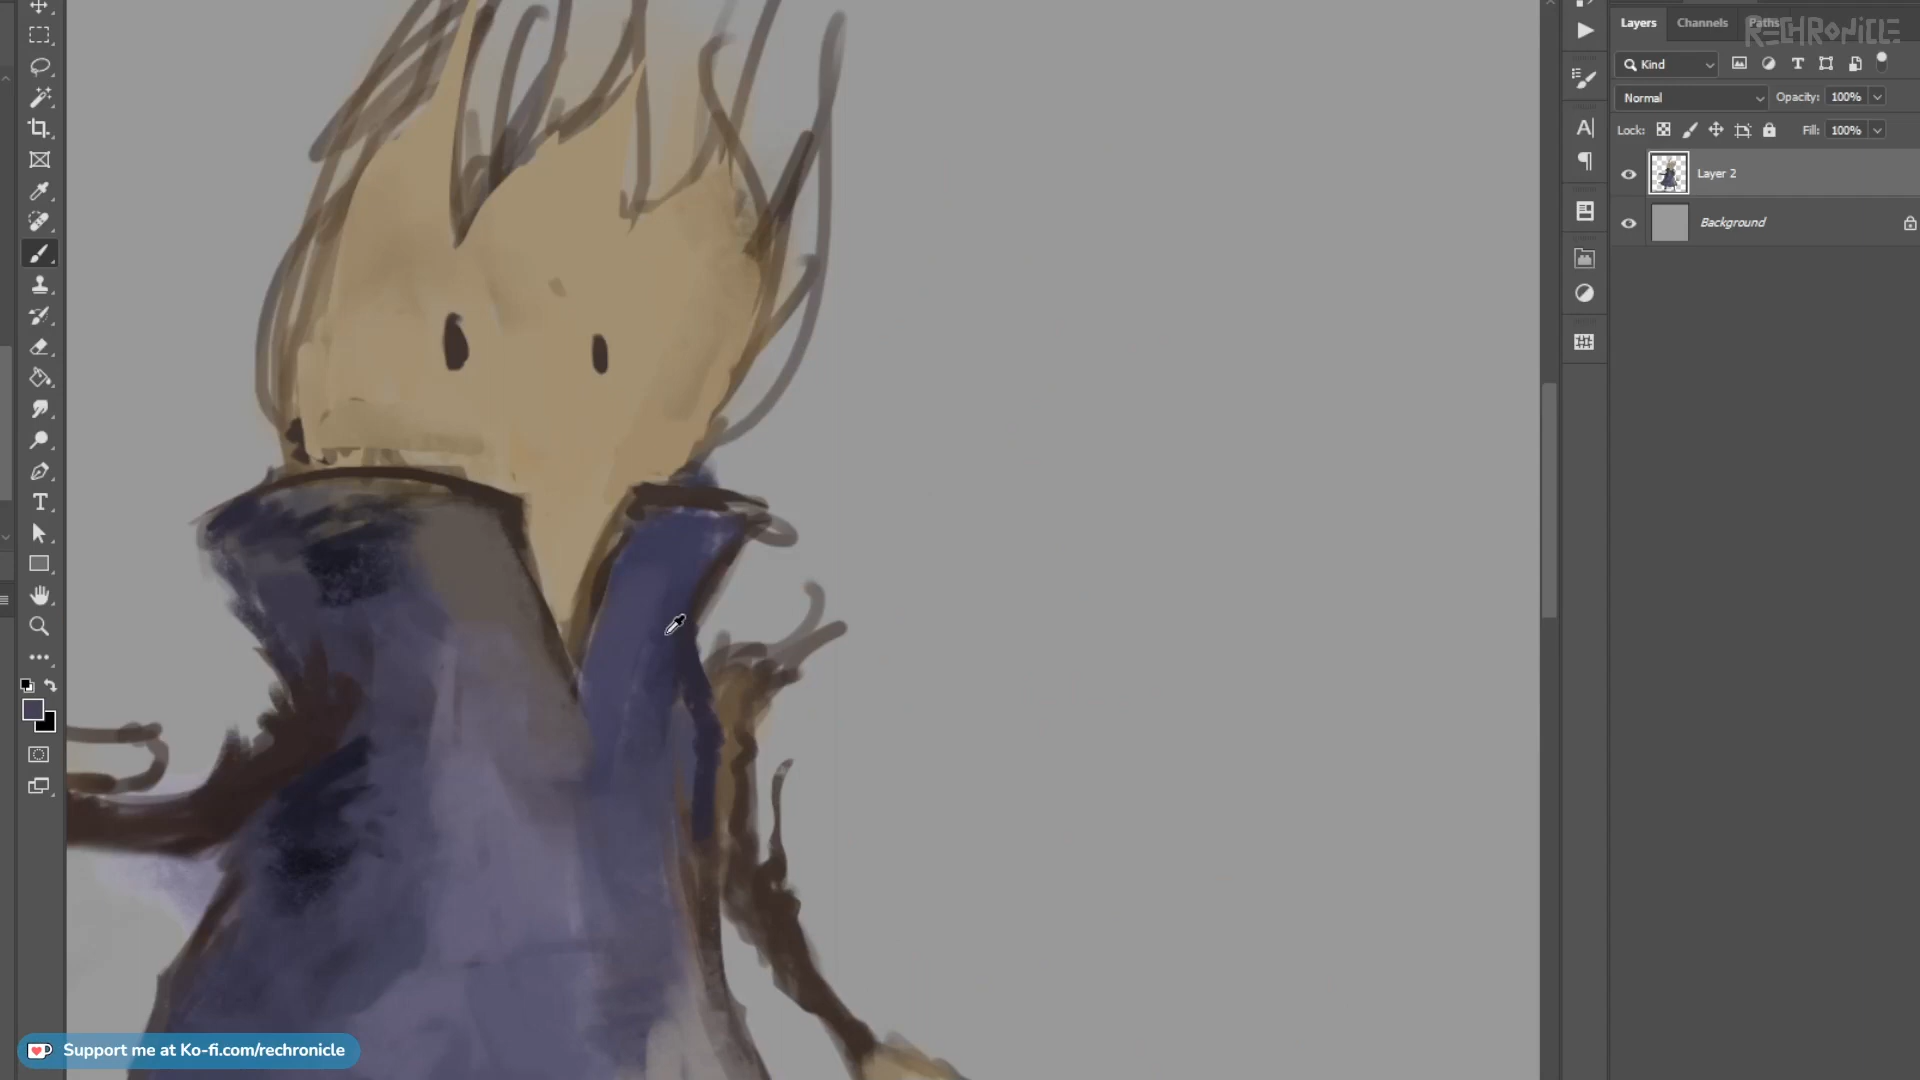 Layers Channels Paths
RECHRONICLE
Kind
Normal Opacity: 100%
Lock: Fill: 100%
Layer 2
Background
Support me at Ko-fi.com/rechronicle